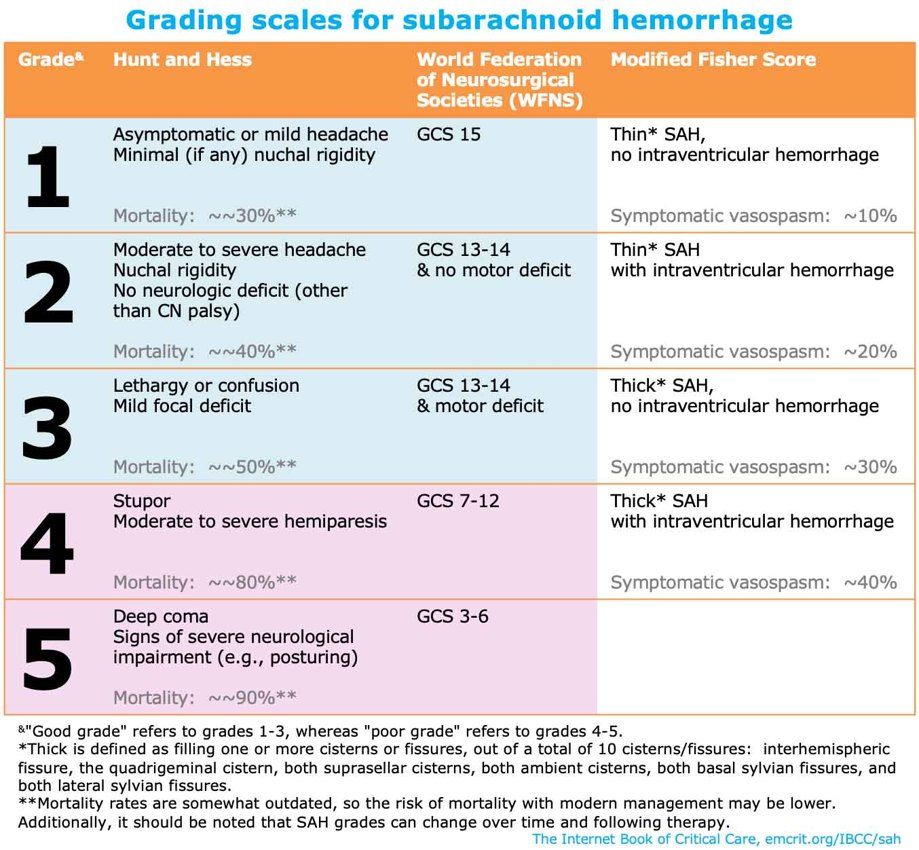 Grading scales for subarachnoid hemorrhage
Grade&
Hunt and Hess
World Federation
of Neurosurgical
Societies (WFNS)
Modified Fisher Score
1
Asymptomatic or mild headache
Minimal (if any) nuchal rigidity
Mortality: ~~30%**
GCS 15
Thin* SAH,
no intraventricular hemorrhage
Symptomatic vasospasm: ~10%
2
Moderate to severe headache
Nuchal rigidity
No neurologic deficit (other
than CN palsy)
Mortality: ~~40%**
GCS 13-14
& no motor deficit
Thin* SAH
with intraventricular hemorrhage
Symptomatic vasospasm: ~20%
3
Lethargy or confusion
Mild focal deficit
Mortality: ~~50%**
GCS 13-14
& motor deficit
Thick* SAH,
no intraventricular hemorrhage
Symptomatic vasospasm: ~30%
4
Stupor
Moderate to severe hemiparesis
Mortality: ~~80%**
GCS 7-12
Thick* SAH
with intraventricular hemorrhage
Symptomatic vasospasm: ~40%
5
Deep coma
Signs of severe neurological
impairment (e.g., posturing)
Mortality: ~~90%**
GCS 3-6
&"Good grade" refers to grades 1-3, whereas "poor grade" refers to grades 4-5.
*Thick is defined as filling one or more cisterns or fissures, out of a total of 10 cisterns/fissures: interhemispheric
fissure, the quadrigeminal cistern, both suprasellar cisterns, both ambient cisterns, both basal sylvian fissures, and
both lateral sylvian fissures.
**Mortality rates are somewhat outdated, so the risk of mortality with modern management may be lower.
Additionally, it should be noted that SAH grades can change over time and following therapy.
The Internet Book of Critical Care, emcrit.org/IBCC/sah